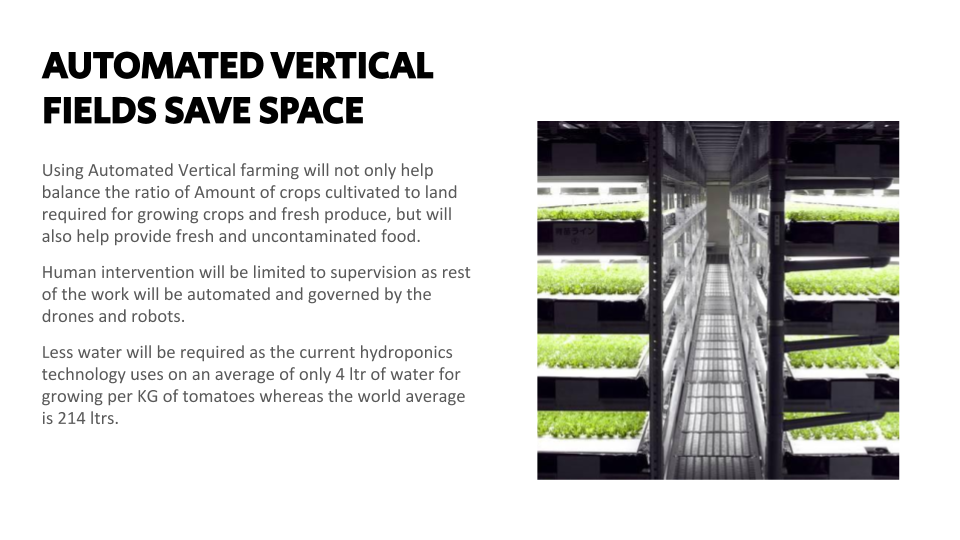 AUTOMATED VERTICAL
FIELDS SAVE SPACE
Using Automated Vertical farming will not only help
balance the ratio of Amount of crops cultivated to land
required for growing crops and fresh produce, but will
also help provide fresh and uncontaminated food.
Human intervention will be limited to supervision as rest
of the work will be automated and governed by the
drones and robots.
Less water will be required as the current hydroponics
technology uses on an average of only 4 ltr of water for
growing per KG of tomatoes whereas the world average
is 214 ltrs.